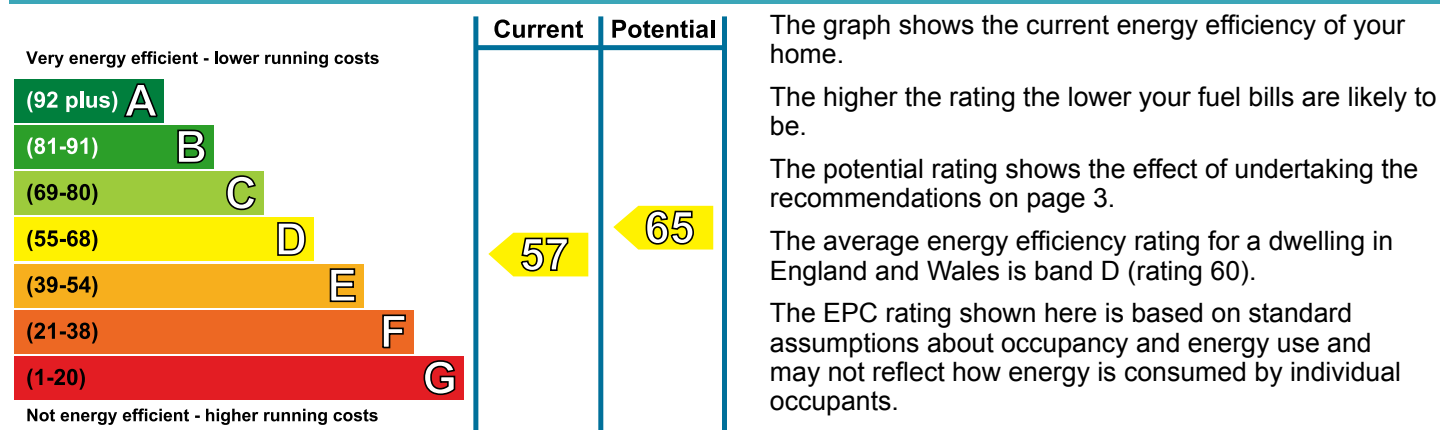 Current Potential
Very energy efficient - lower running costs
(92 plus) A
(81-91) B
(69-80) C
(55-68) D
(39-54) E
(21-38) F
(1-20) G
Not energy efficient - higher running costs
57
65
The graph shows the current energy efficiency of your
home.
The higher the rating the lower your fuel bills are likely to
be.
The potential rating shows the effect of undertaking the
recommendations on page 3.
The average energy efficiency rating for a dwelling in
England and Wales is band D (rating 60).
The EPC rating shown here is based on standard
assumptions about occupancy and energy use and
may not reflect how energy is consumed by individual
occupants.